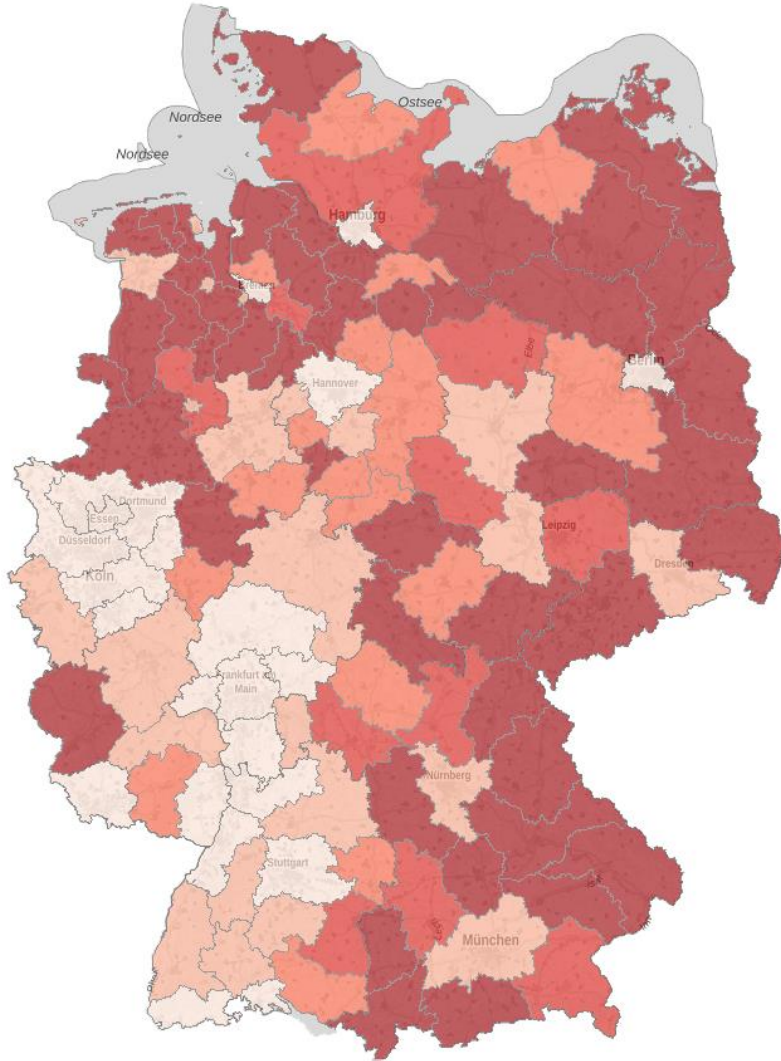 Ostsee
Nordsee
Nordsee
Hamburg
Bremen
Elbe
Berlin
Hannover
Dortmund
Essen
Düsseldorf
Leipzig
Köln
Dresden
Frankfurt am
Main
Nürnberg
Stuttgart
München